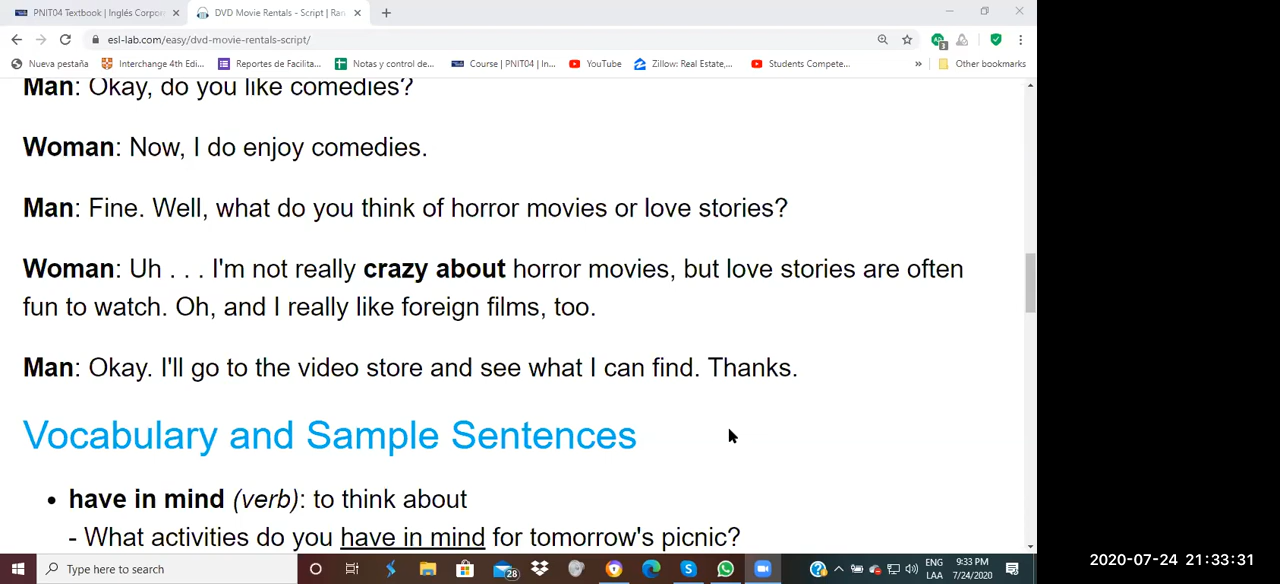 PNIT04 Textbook | Inglés Corpor
DVD Movie Rentals - Script | Ran
esl-lab.com/easy/dvd-movie-rentals-script/
3
Nueva pestaña
Interchange 4th Edi...
Reportes de Facilita...
Notas y control de...
Course | PNIT04 | In...
YouTube
Zillow: Real Estate,...
Students Compete...
»
Other bookmarks
Man: Okay, do you like comedies?
Woman: Now, I do enjoy comedies.
Man: Fine. Well, what do you think of horror movies or love stories?
Woman: Uh . . . I'm not really crazy about horror movies, but love stories are often
fun to watch. Oh, and I really like foreign films, too.
Man: Okay. I'll go to the video store and see what I can find. Thanks.
Vocabulary and Sample Sentences
• have in mind (verb): to think about
- What activities do you have in mind for tomorrow's picnic?
Type here to search
28
ENG
LAA
9:33 PM
7/24/2020
2020-07-24 21:33:31